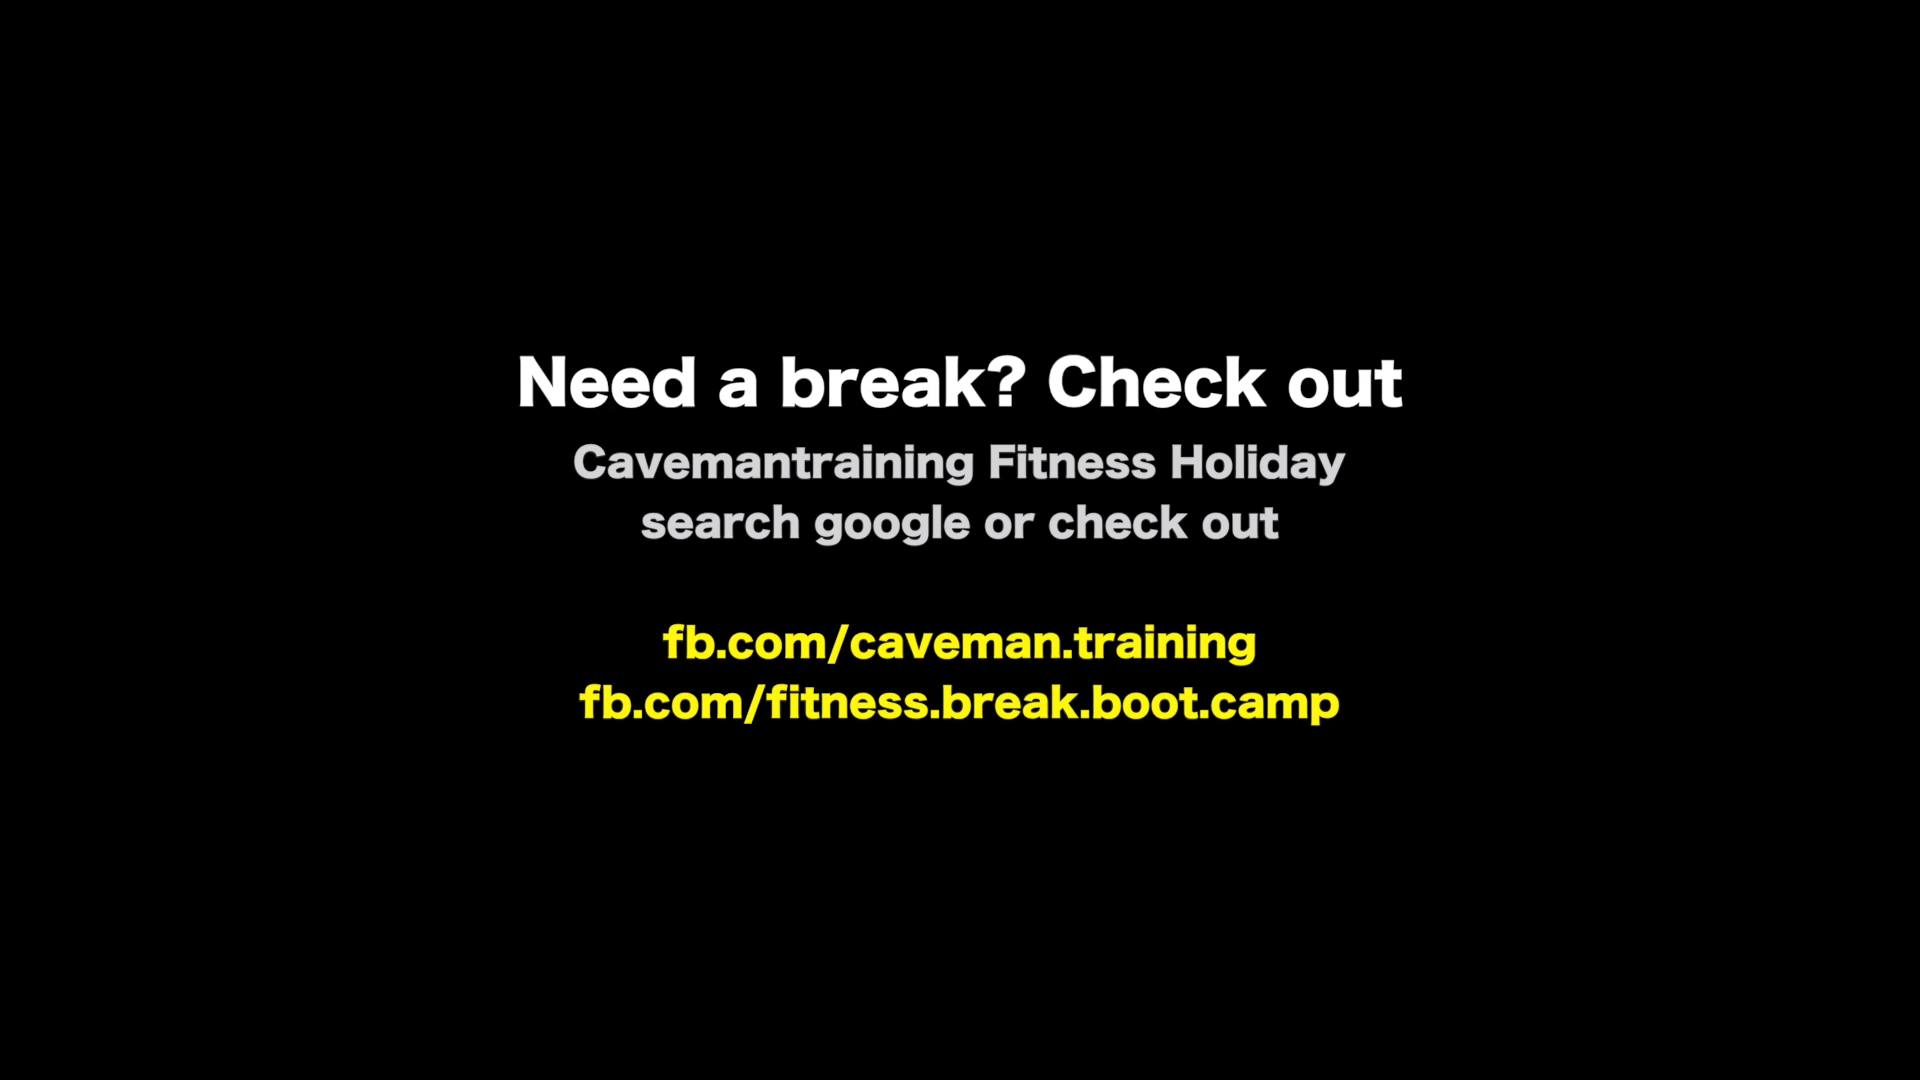 Need a break? Check out
Cavemantraining Fitness Holiday
search google or check out
fb.com/caveman.training
fb.com/fitness.break.boot.camp